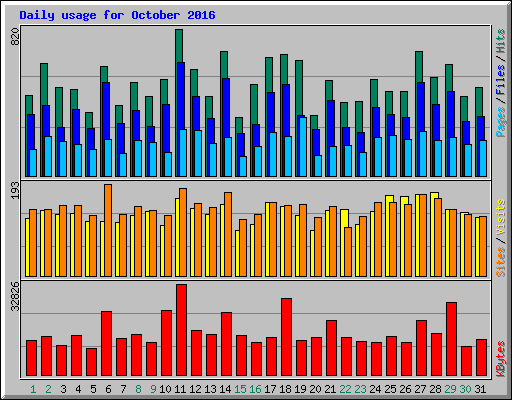 Daily usage for October 2016
820
Pages / Files / Hits
193
Sites / Visits
32826
KBytes
1 2 3 4 5 6 7 8 9 10 11 12 13 14 15 16 17 18 19 20 21 22 23 24 25 26 27 28 29 30 31